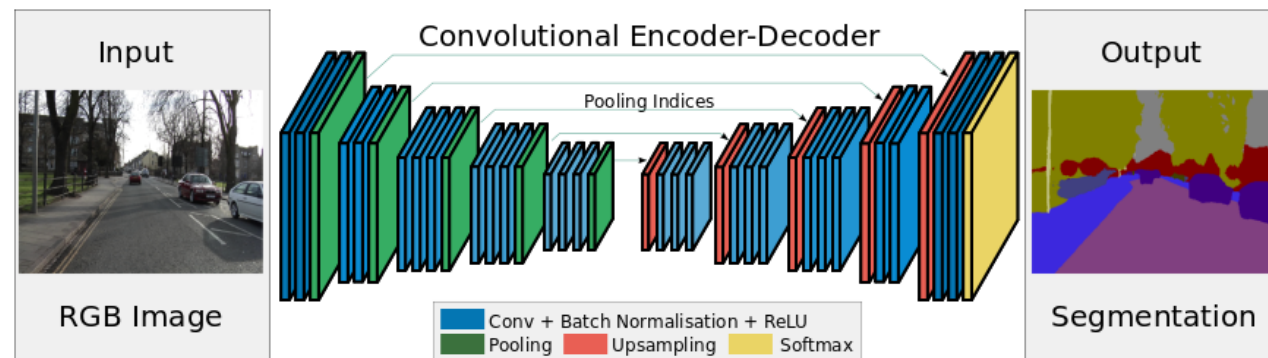 Input
RGB Image
Convolutional Encoder-Decoder
Pooling Indices
Conv + Batch Normalisation + ReLU
Pooling Upsampling Softmax
Output
Segmentation